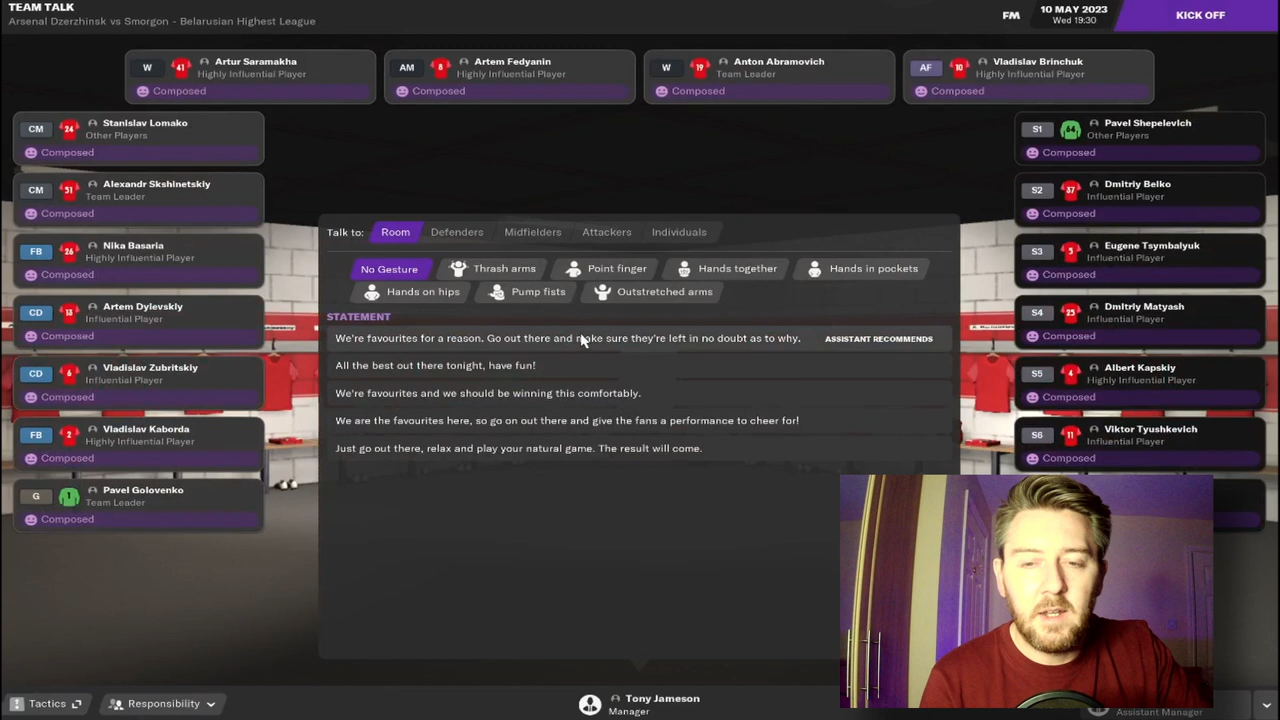 TEAM TALK
Arsenal Dzerzhinsk vs Smorgon - Belarusian Highest League
FM
10 MAY 2023
Wed 19:30
KICK OFF
W 41 Artur Saramakha
Highly Influential Player
Composed
AM 8 Artem Fedyanin
Highly Influential Player
Composed
W 19 Anton Abramovich
Team Leader
Composed
AF 10 Vladislav Brinchuk
Highly Influential Player
Composed
CM 24 Stanislav Lomako
Other Players
Composed
CM 51 Alexandr Skshinetskiy
Team Leader
Composed
FB 26 Nika Basaria
Highly Influential Player
Composed
CD 13 Artem Dylevskiy
Influential Player
Composed
CD 6 Vladislav Zubritskiy
Influential Player
Composed
FB 2 Vladislav Kaborda
Highly Influential Player
Composed
G 1 Pavel Golovenko
Team Leader
Composed
Talk to: Room Defenders Midfielders Attackers Individuals
No Gesture Thrash arms Point finger Hands together Hands in pockets
Hands on hips Pump fists Outstretched arms
STATEMENT
We're favourites for a reason. Go out there and make sure they're left in no doubt as to why. ASSISTANT RECOMMENDS
All the best out there tonight, have fun!
We're favourites and we should be winning this comfortably.
We are the favourites here, so go on out there and give the fans a performance to cheer for!
Just go out there, relax and play your natural game. The result will come.
S1 64 Pavel Shepelevich
Other Players
Composed
S2 37 Dmitriy Belko
Influential Player
Composed
S3 5 Eugene Tsymbalyuk
Influential Player
Composed
S4 25 Dmitriy Matyash
Influential Player
Composed
S5 4 Albert Kapskiy
Highly Influential Player
Composed
S6 11 Viktor Tyushkevich
Influential Player
Composed
Tactics
Responsibility
Tony Jameson
Manager
Assistant Manager